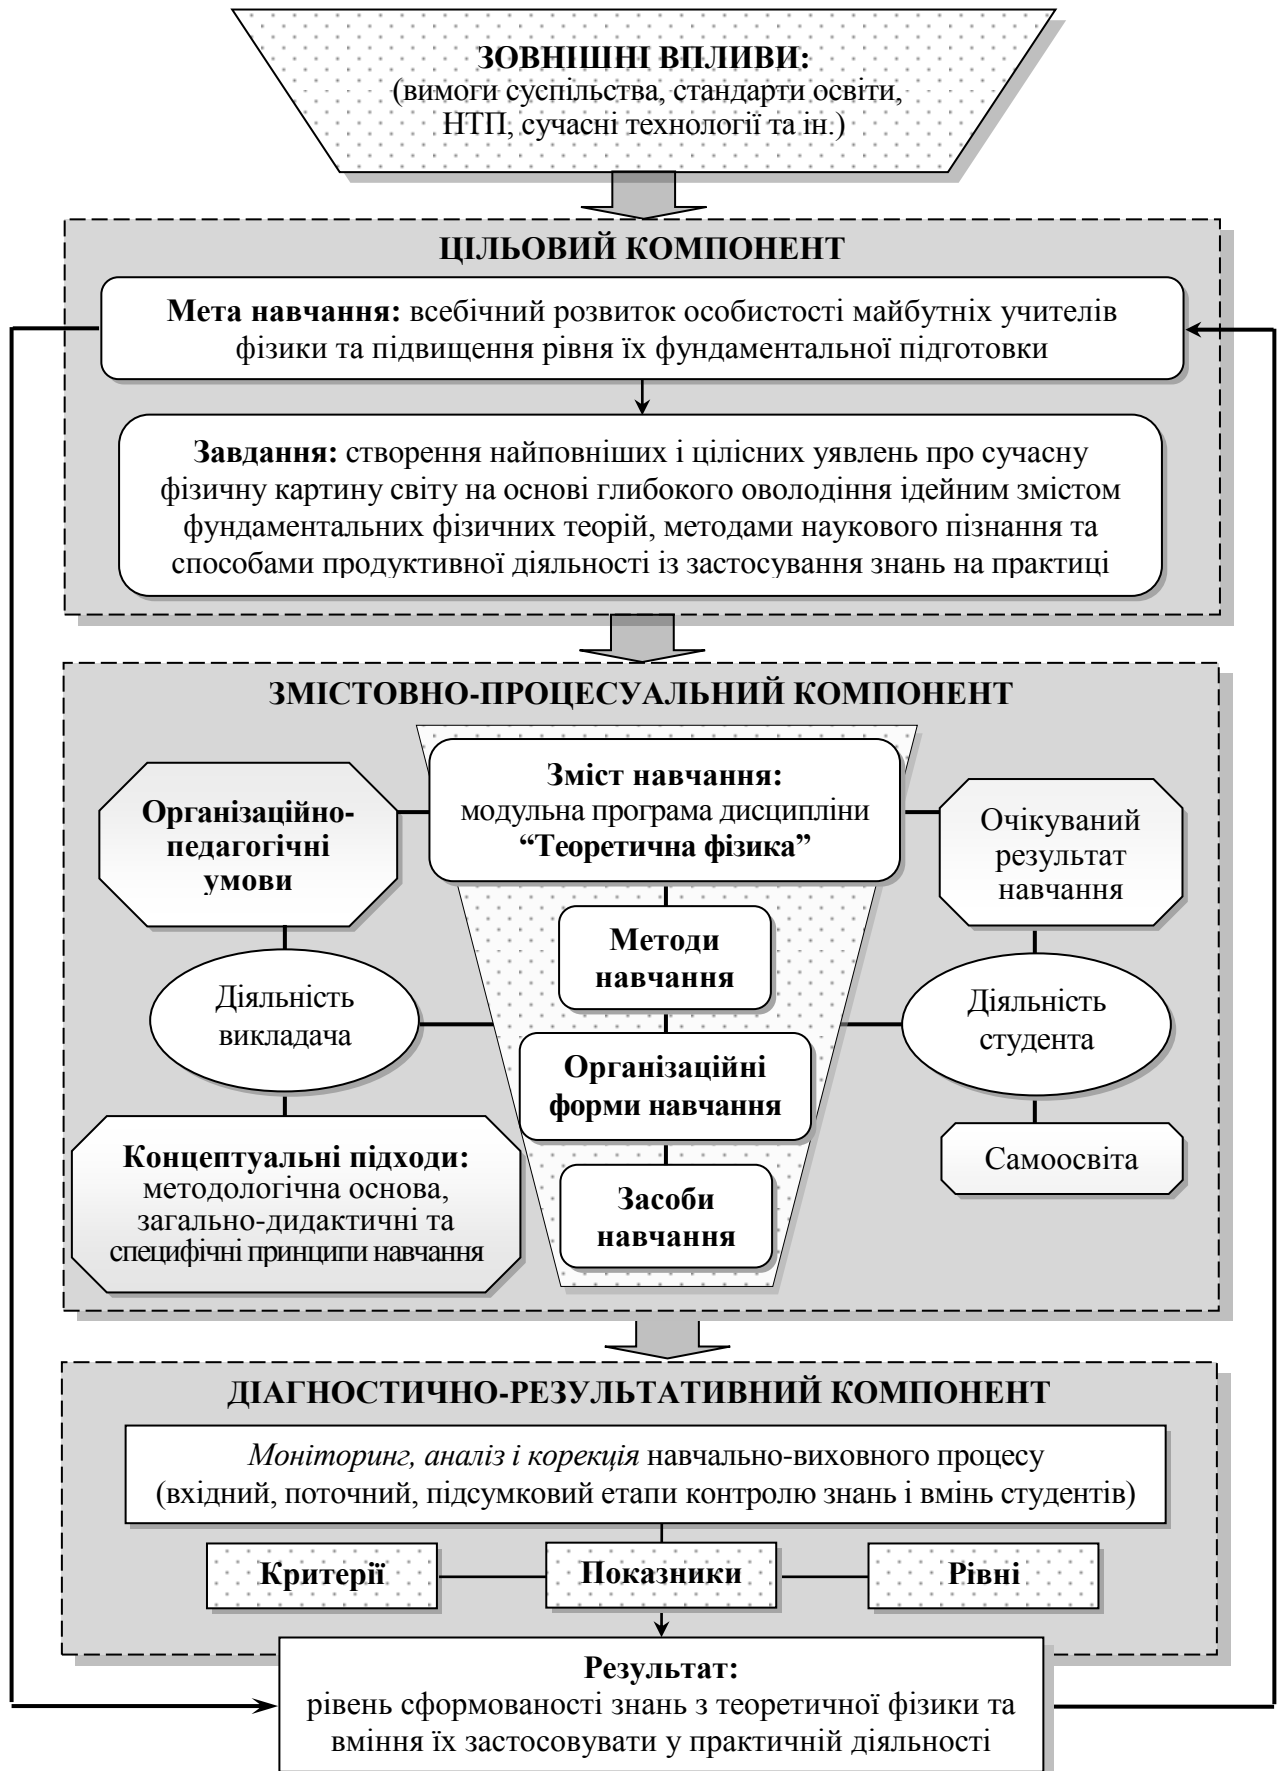 ЗОВНІШНІ ВПЛИВИ:
(вимоги суспільства, стандарти освіти,
НТП, сучасні технології та ін.)
ЦІЛЬОВИЙ КОМПОНЕНТ
Мета навчання: всебічний розвиток особистості майбутніх учителів
фізики та підвищення рівня їх фундаментальної підготовки
Завдання: створення найповніших і цілісних уявлень про сучасну
фізичну картину світу на основі глибокого оволодіння ідейним змістом
фундаментальних фізичних теорій, методами наукового пізнання та
способами продуктивної діяльності із застосування знань на практиці
ЗМІСТОВНО-ПРОЦЕСУАЛЬНИЙ КОМПОНЕНТ
Організаційно-
педагогічні
умови
Зміст навчання:
модульна програма дисципліни
“Теоретична фізика”
Очікуваний
результат
навчання
Методи
навчання
Діяльність
викладача
Діяльність
студента
Організаційні
форми навчання
Концептуальні підходи:
методологічна основа,
загально-дидактичні та
специфічні принципи навчання
Засоби
навчання
Самоосвіта
ДІАГНОСТИЧНО-РЕЗУЛЬТАТИВНИЙ КОМПОНЕНТ
Моніторинг, аналіз і корекція навчально-виховного процесу
(вхідний, поточний, підсумковий етапи контролю знань і вмінь студентів)
Критерії
Показники
Рівні
Результат:
рівень сформованості знань з теоретичної фізики та
вміння їх застосовувати у практичній діяльності